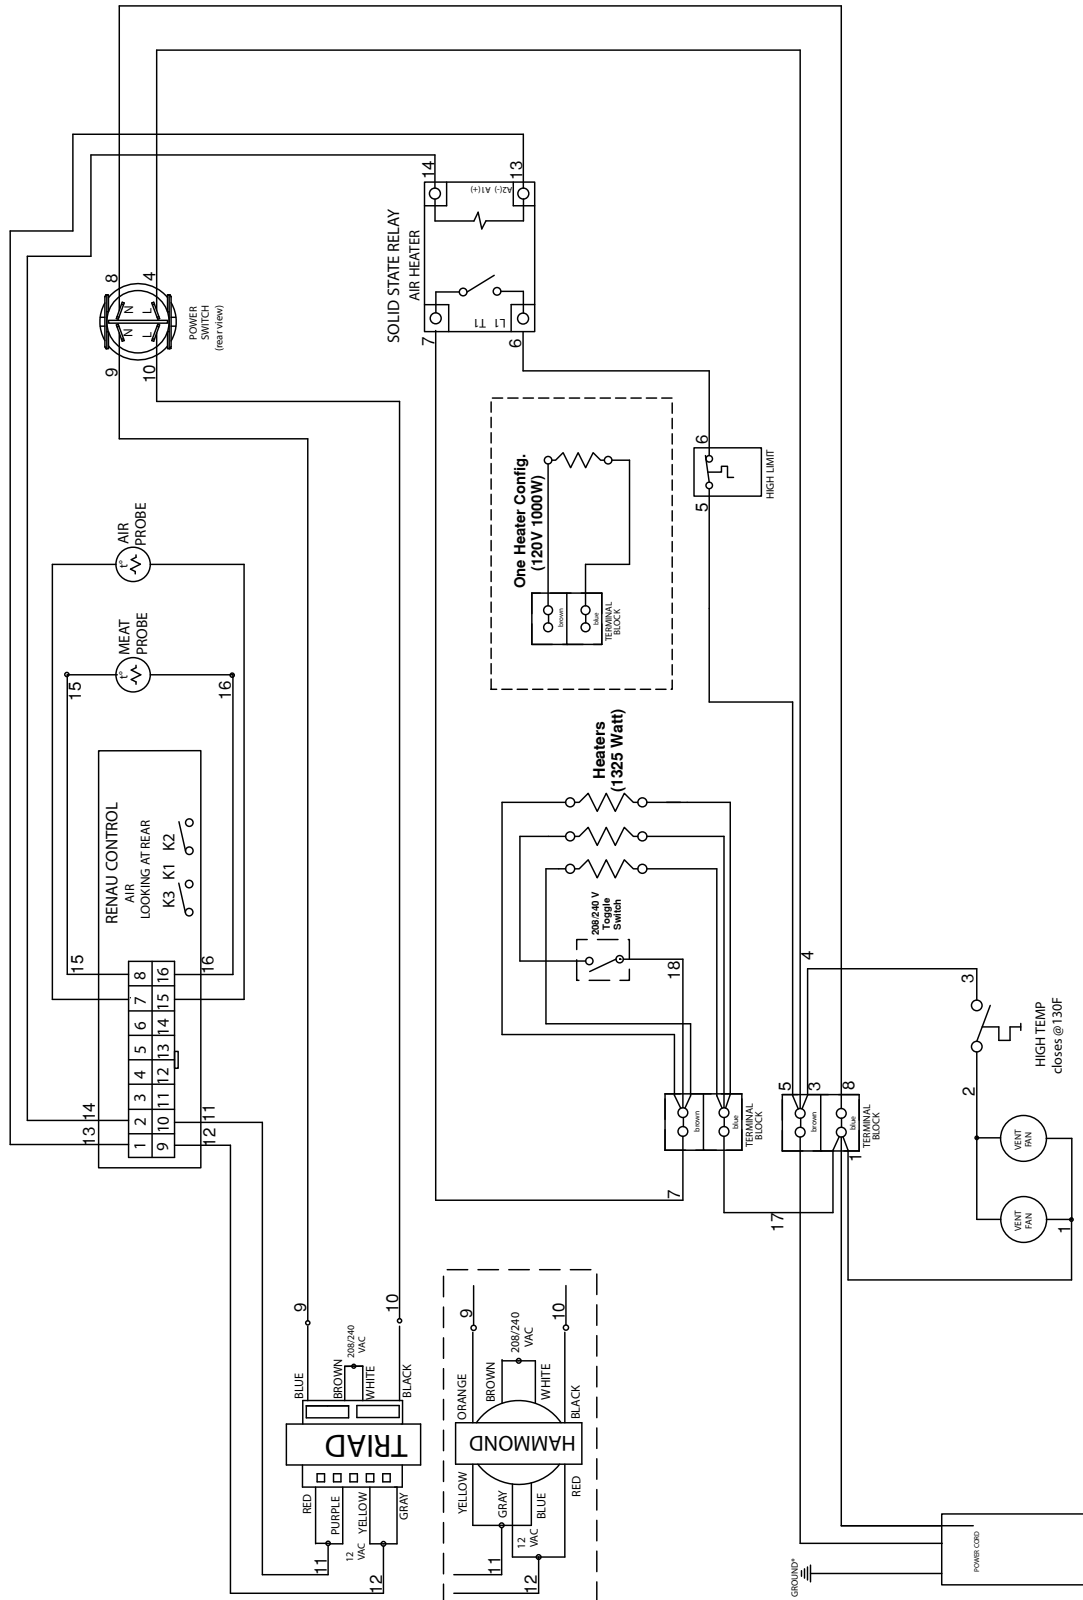 8
4
N
N
L
L
9
10
POWER
SWITCH
(rear view)
14
13
A2(-) A1(+)
SOLID STATE RELAY
AIR HEATER
L1 T1
7
6
AIR
PROBE
MEAT
PROBE
t°
t°
15
16
One Heater Config.
(120V 1000W)
brown
blue
TERMINAL
BLOCK
6
5
HIGH LIMIT
RENAU CONTROL
AIR
LOOKING AT REAR
K3 K1 K2
15
16
8
16
7
15
6
14
5
13
4
12
3
11
2
10
1
9
14
13
11
12
Heaters
(1325 Watt)
208/240 V
Toggle
Switch
18
brown
blue
TERMINAL
BLOCK
7
17
4
5
3
8
brown
blue
TERMINAL
BLOCK
1
3
HIGH TEMP
closes @130F
2
VENT
FAN
VENT
FAN
1
9
10
BLUE
BROWN
208/240
VAC
WHITE
BLACK
TRIAD
RED
PURPLE
12
VAC
YELLOW
GRAY
11
12
9
10
ORANGE
BROWN
208/240
VAC
WHITE
BLACK
HAMMOND
YELLOW
GRAY
12
VAC
BLUE
RED
11
12
GROUND*
POWER CORD